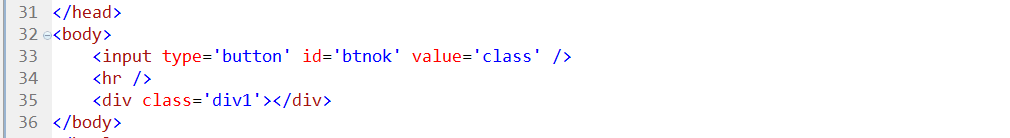 31 </head>
32 <body>
33     <input type='button' id='btnok' value='class' />
34     <hr />
35     <div class='div1'></div>
36 </body>